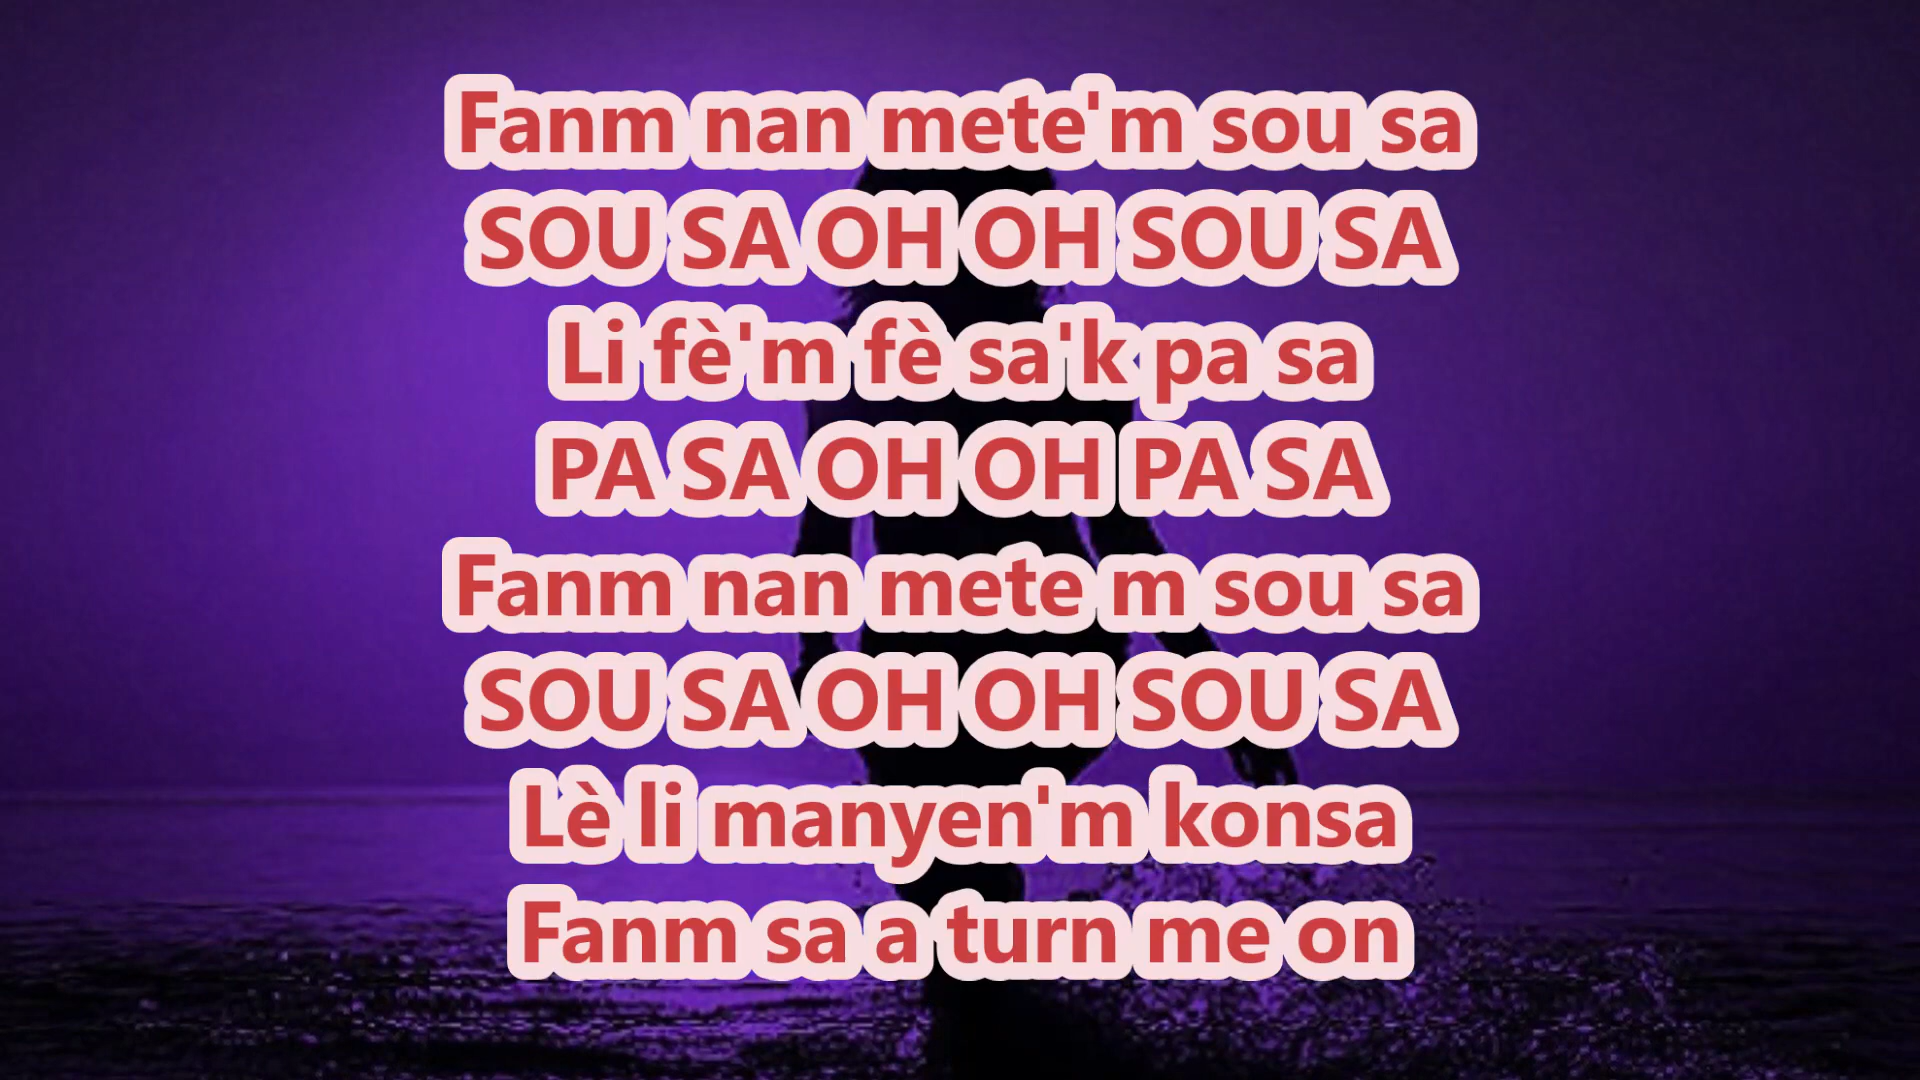 Fanm nan mete'm sou sa
SOU SA OH OH SOU SA
Li fè'm fè sa'k pa sa
PA SA OH OH PA SA
Fanm nan mete m sou sa
SOU SA OH OH SOU SA
Lè li manyen'm konsa
Fanm sa a turn me on